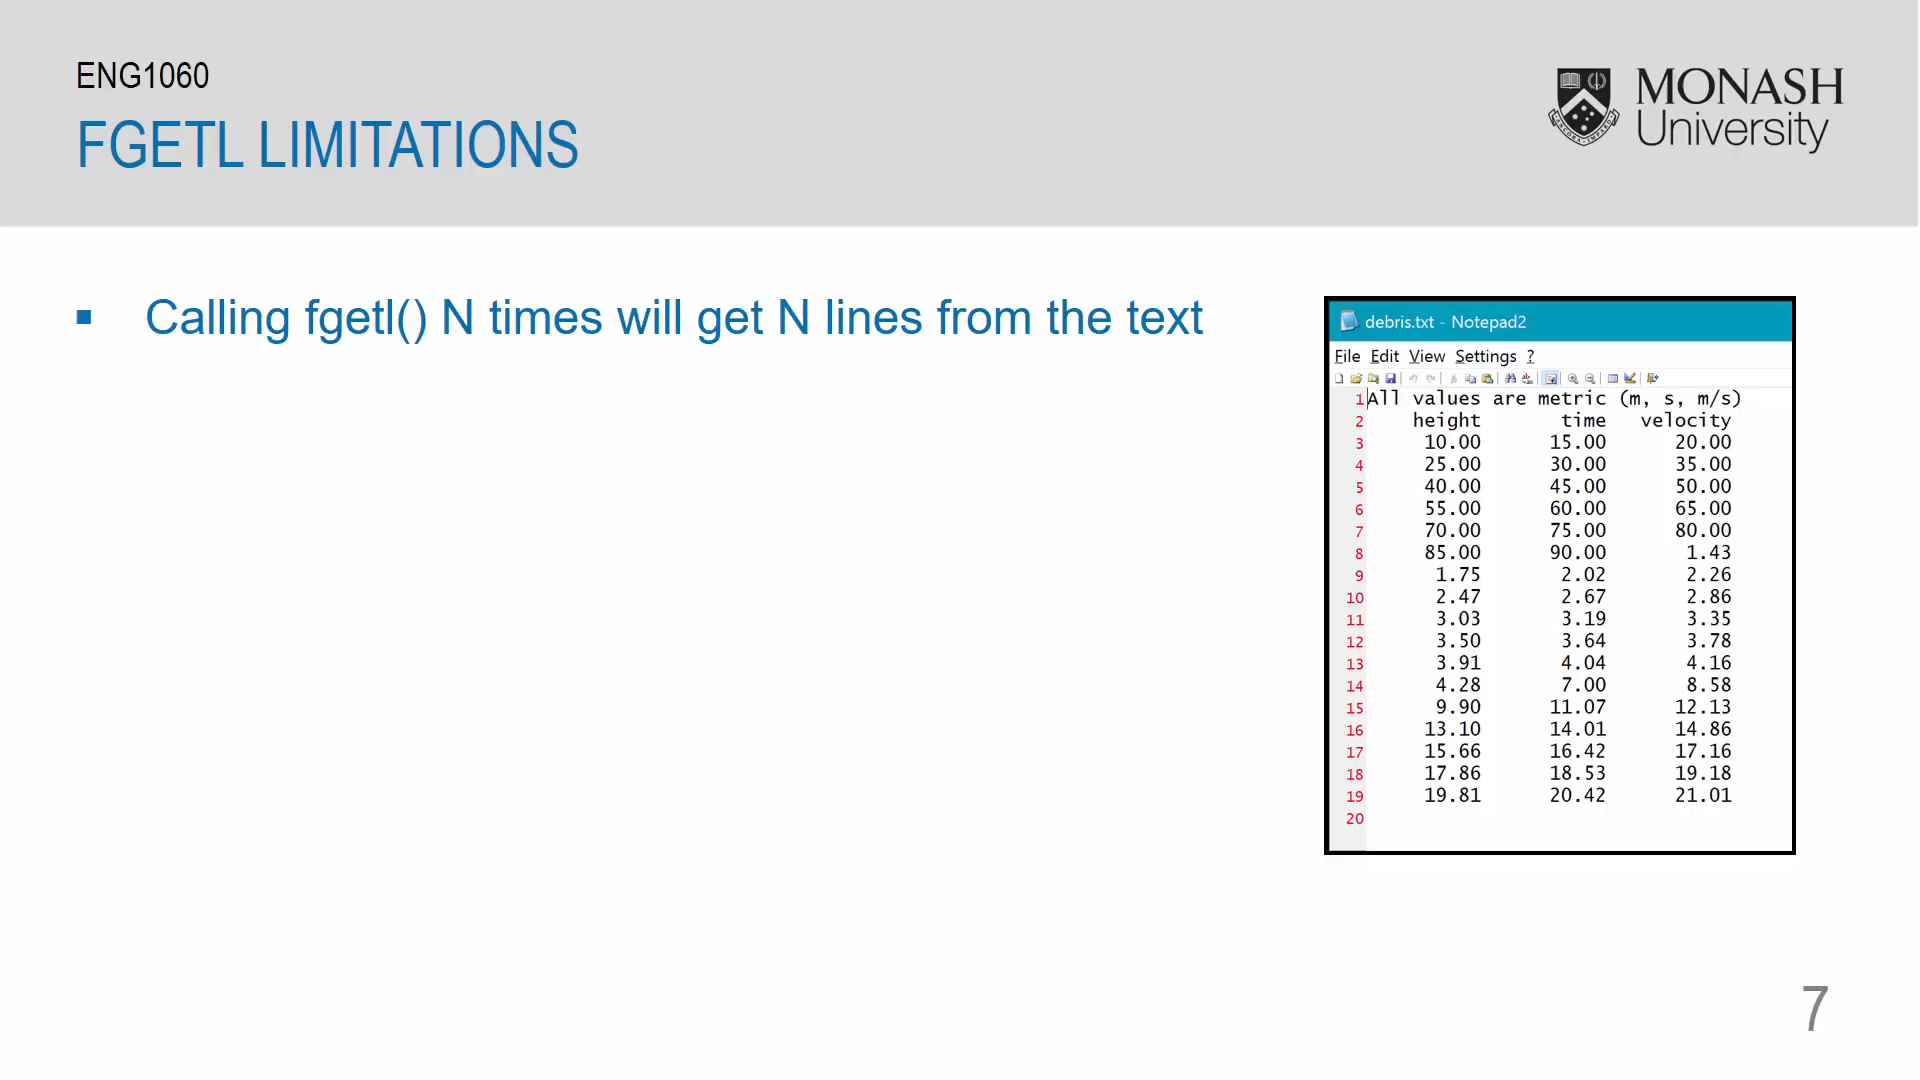 ENG1060
FGETL LIMITATIONS
MONASH
University
▪ Calling fgetl() N times will get N lines from the text
debris.txt - Notepad2
File Edit View Settings ?
1 All values are metric (m, s, m/s)
2 height time velocity
3 10.00 15.00 20.00
4 25.00 30.00 35.00
5 40.00 45.00 50.00
6 55.00 60.00 65.00
7 70.00 75.00 80.00
8 85.00 90.00 1.43
9 1.75 2.02 2.26
10 2.47 2.67 2.86
11 3.03 3.19 3.35
12 3.50 3.64 3.78
13 3.91 4.04 4.16
14 4.28 7.00 8.58
15 9.90 11.07 12.13
16 13.10 14.01 14.86
17 15.66 16.42 17.16
18 17.86 18.53 19.18
19 19.81 20.42 21.01
20
7